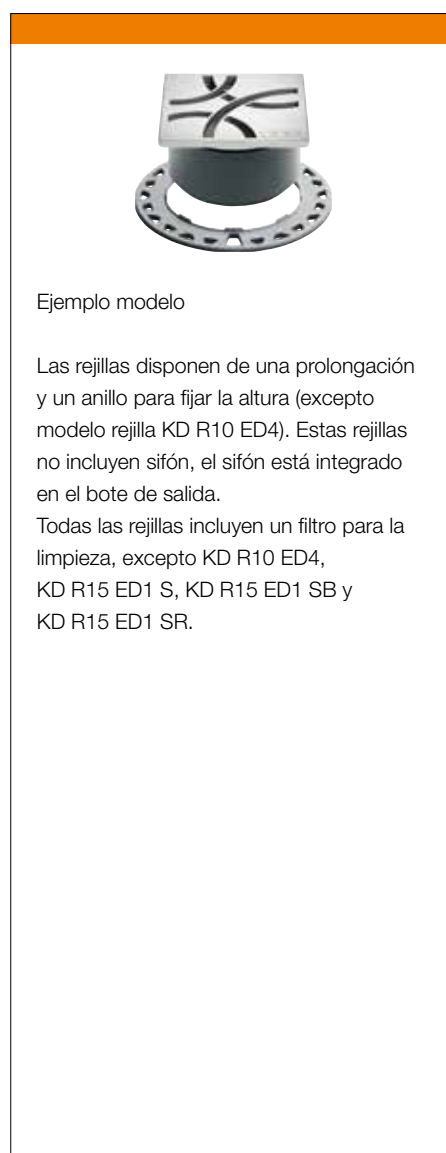 Ejemplo modelo
Las rejillas disponen de una prolongación
y un anillo para fijar la altura (excepto
modelo rejilla KD R10 ED4). Estas rejillas
no incluyen sifón, el sifón está integrado
en el bote de salida.
Todas las rejillas incluyen un filtro para la
limpieza, excepto KD R10 ED4,
KD R15 ED1 S, KD R15 ED1 SB y
KD R15 ED1 SR.